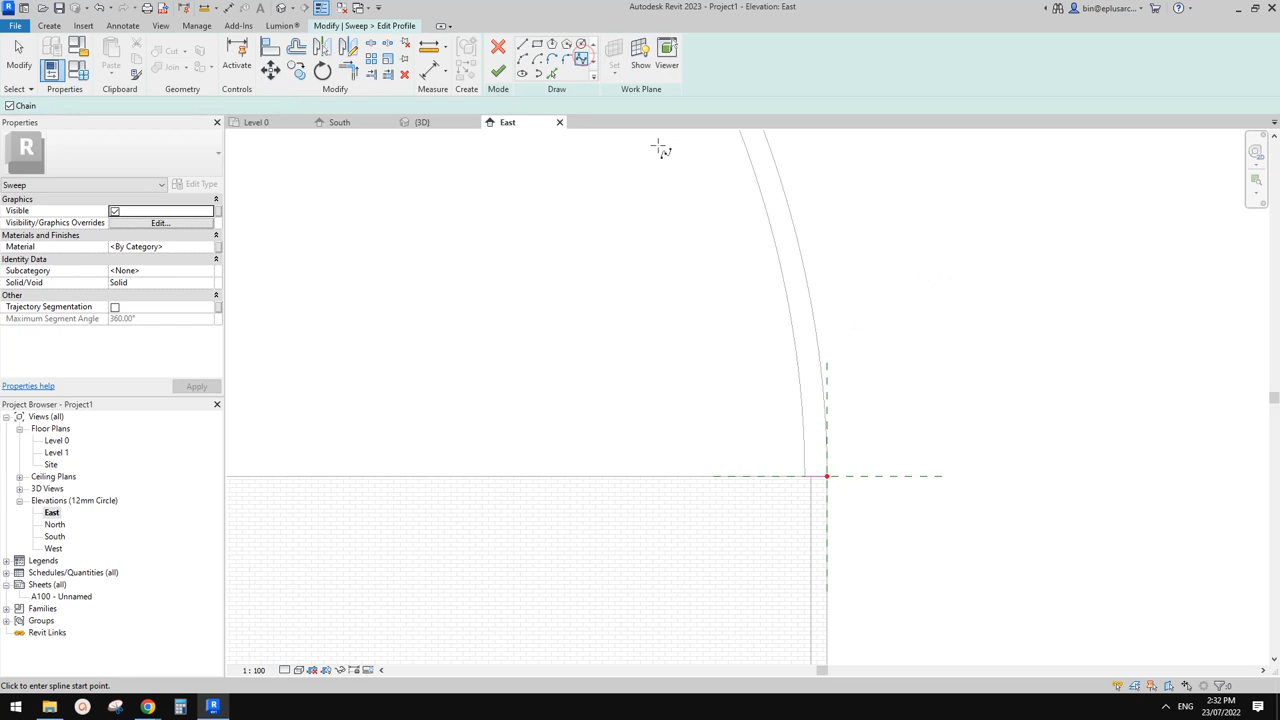 Autodesk Revit 2023 - Project1 - Elevation: East
bin@eplusarc...
File Create Insert Annotate View Manage Add-Ins Lumion® Modify | Sweep > Edit Profile
Modify Paste Cut Join Activate Set Show Viewer
Select Properties Clipboard Geometry Controls Modify Measure Create Mode Draw Work Plane
Chain
Properties Level 0 South {3D} East
R
Sweep Edit Type
Graphics
Visible
Visibility/Graphics Overrides Edit...
Materials and Finishes
Material <By Category>
Identity Data
Subcategory <None>
Solid/Void Solid
Other
Trajectory Segmentation
Maximum Segment Angle 360.00°
Properties help Apply
Project Browser - Project1
Views (all)
Floor Plans
Level 0
Level 1
Site
Ceiling Plans
3D Views
Elevations (12mm Circle)
East
North
South
West
Legends
Schedules/Quantities (all)
Sheets (all)
A100 - Unnamed
Families
Groups
Revit Links
1 : 100
Click to enter spline start point.
:0
ENG 2:32 PM
23/07/2022